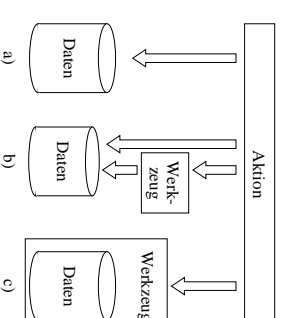 Aktion
Daten
a)
Werk-
zeug
Daten
b)
Werkzeug
Daten
c)